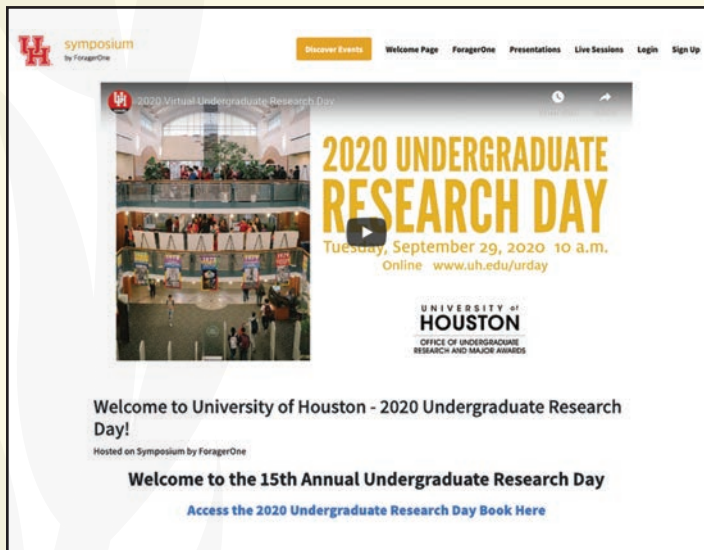 UH
symposium
by ForagerOne
Discover Events Welcome Page ForagerOne Presentations Live Sessions Login Sign Up
UH 2020 Virtual Undergraduate Research Day
2020 UNDERGRADUATE
RESEARCH DAY
Tuesday, September 29, 2020 10 a.m.
Online www.uh.edu/urday
UNIVERSITY of
HOUSTON
OFFICE OF UNDERGRADUATE
RESEARCH AND MAJOR AWARDS
Welcome to University of Houston - 2020 Undergraduate Research
Day!
Hosted on Symposium by ForagerOne
Welcome to the 15th Annual Undergraduate Research Day
Access the 2020 Undergraduate Research Day Book Here